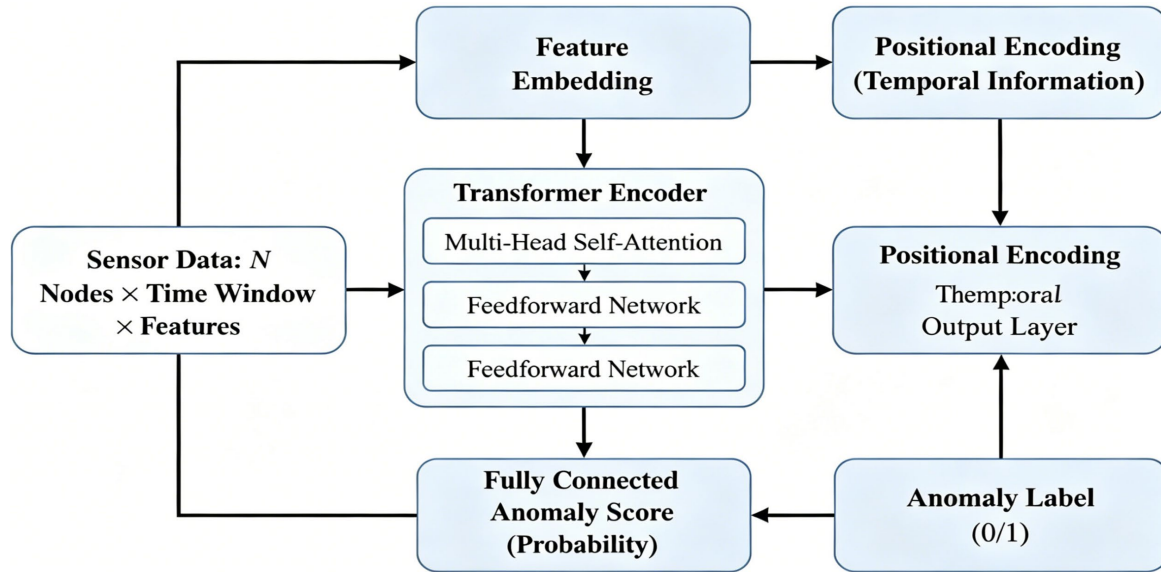 Feature
Embedding
Positional Encoding
(Temporal Information)
Transformer Encoder
Multi-Head Self-Attention
Feedforward Network
Feedforward Network
Sensor Data: N
Nodes × Time Window
× Features
Positional Encoding
Themp:oral
Output Layer
Fully Connected
Anomaly Score
(Probability)
Anomaly Label
(0/1)